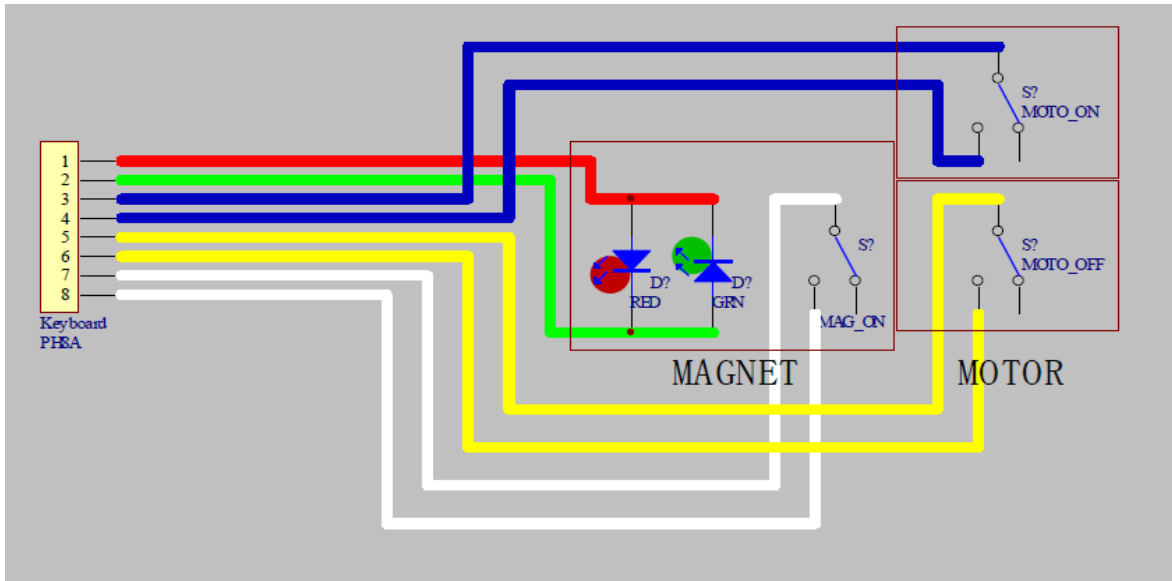 S?
MOTO_ON
1
2
3
4
5
6
7
8
Keyboard
PH8A
S?
MOTO_OFF
S?
D?
RED
D?
GRN
MAG_ON
MAGNET
MOTOR